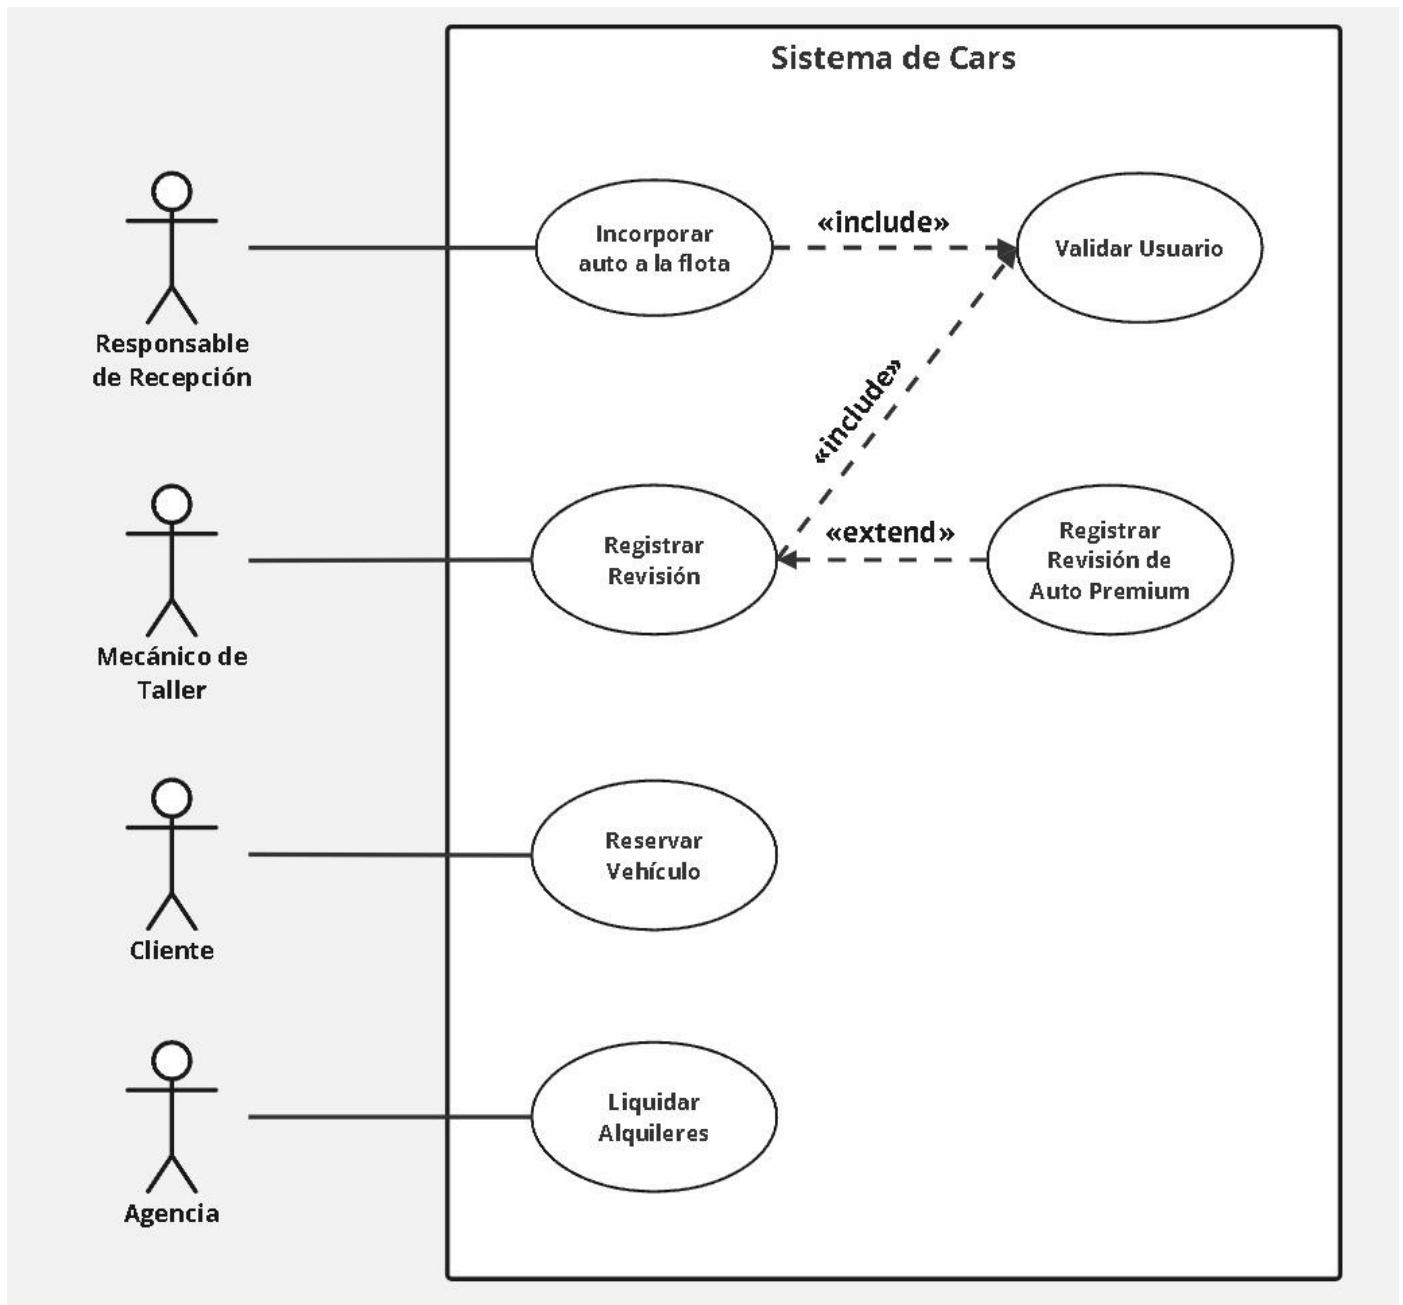 Sistema de Cars
Responsable
de Recepción
Incorporar
auto a la flota
«include»
Validar Usuario
«include»
Mecánico de
Taller
Registrar
Revisión
«extend»
Registrar
Revisión de
Auto Premium
Cliente
Reservar
Vehículo
Agencia
Liquidar
Alquileres